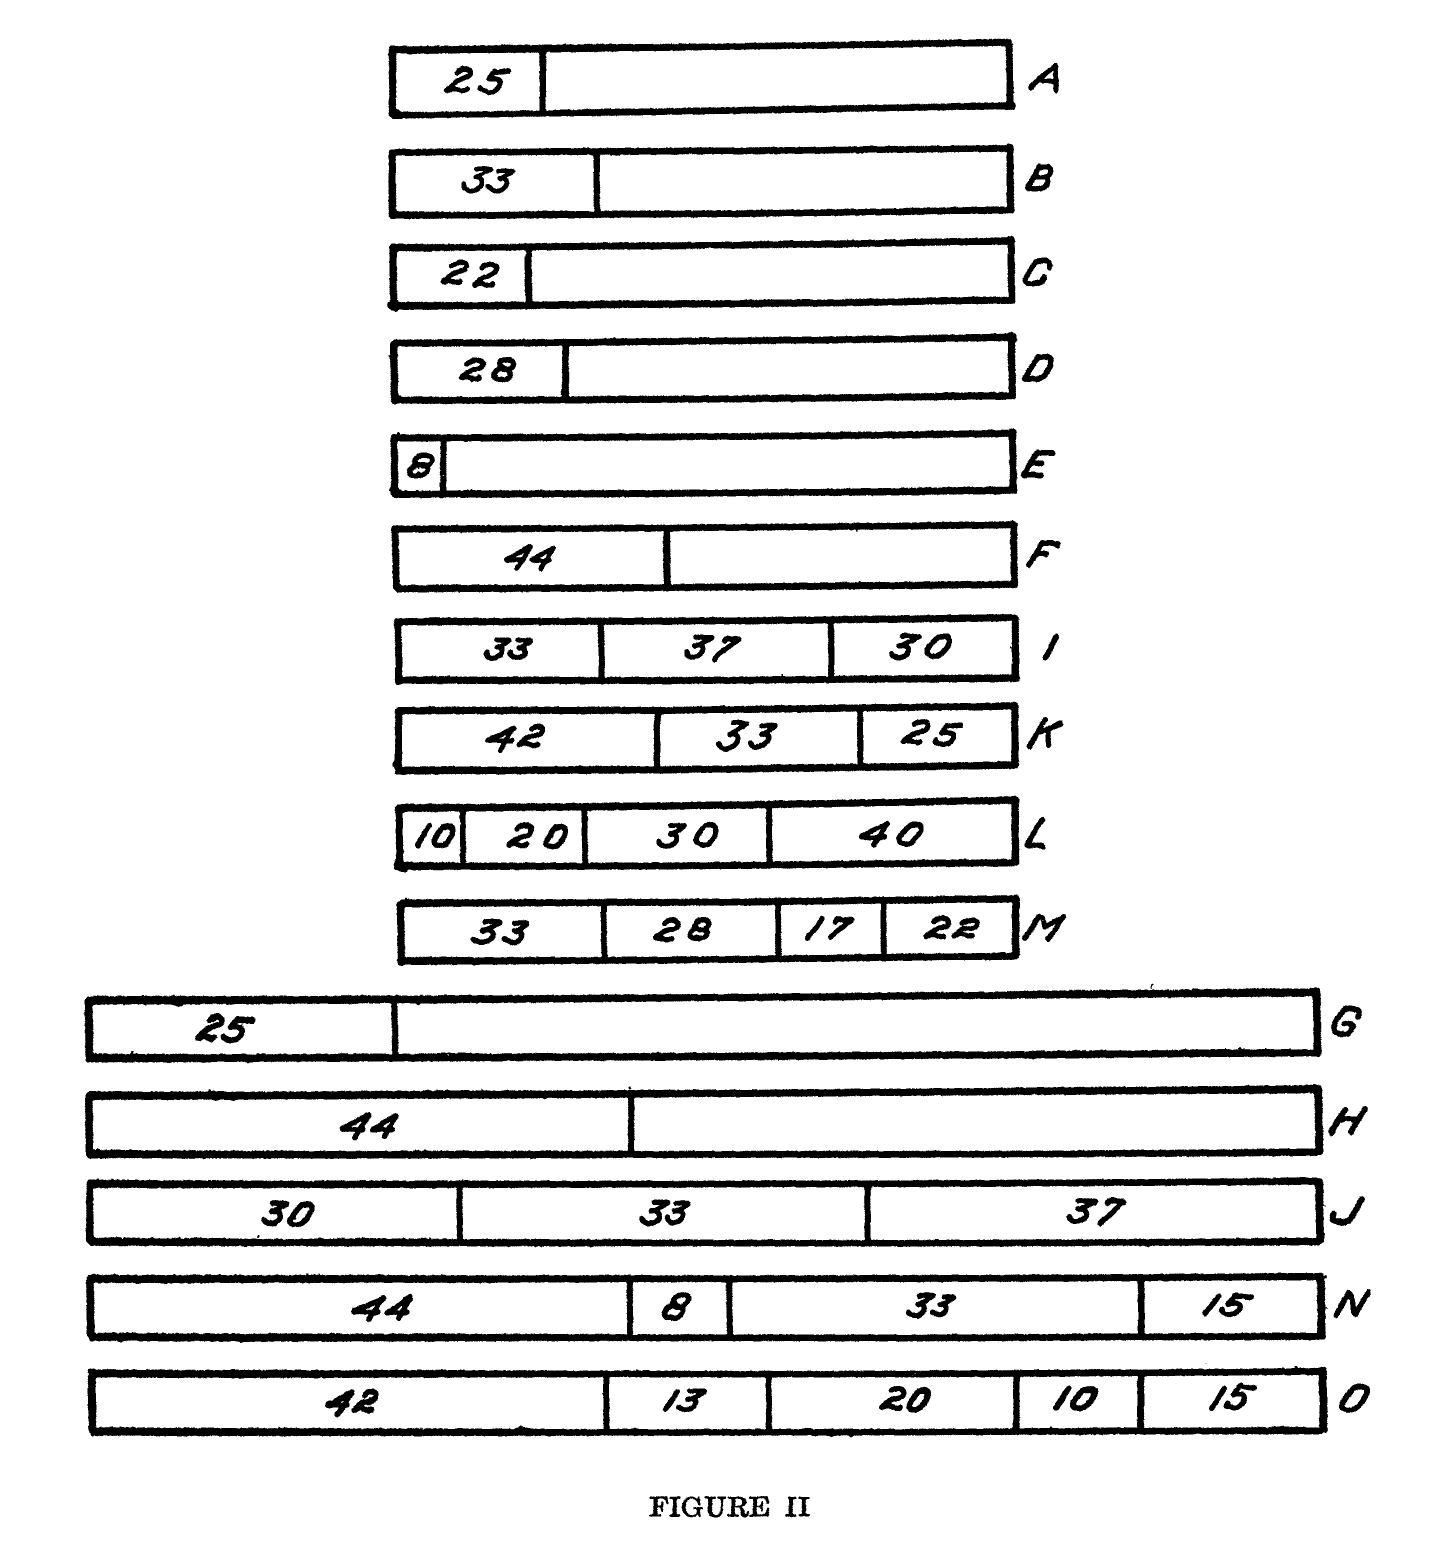 25 A
33 B
22 C
28 D
8 E
44 F
33 37 30 I
42 33 25 K
10 20 30 40 L
33 28 17 22 M
25 G
44 H
30 33 37 J
44 8 33 15 N
42 13 20 10 15 O
FIGURE II